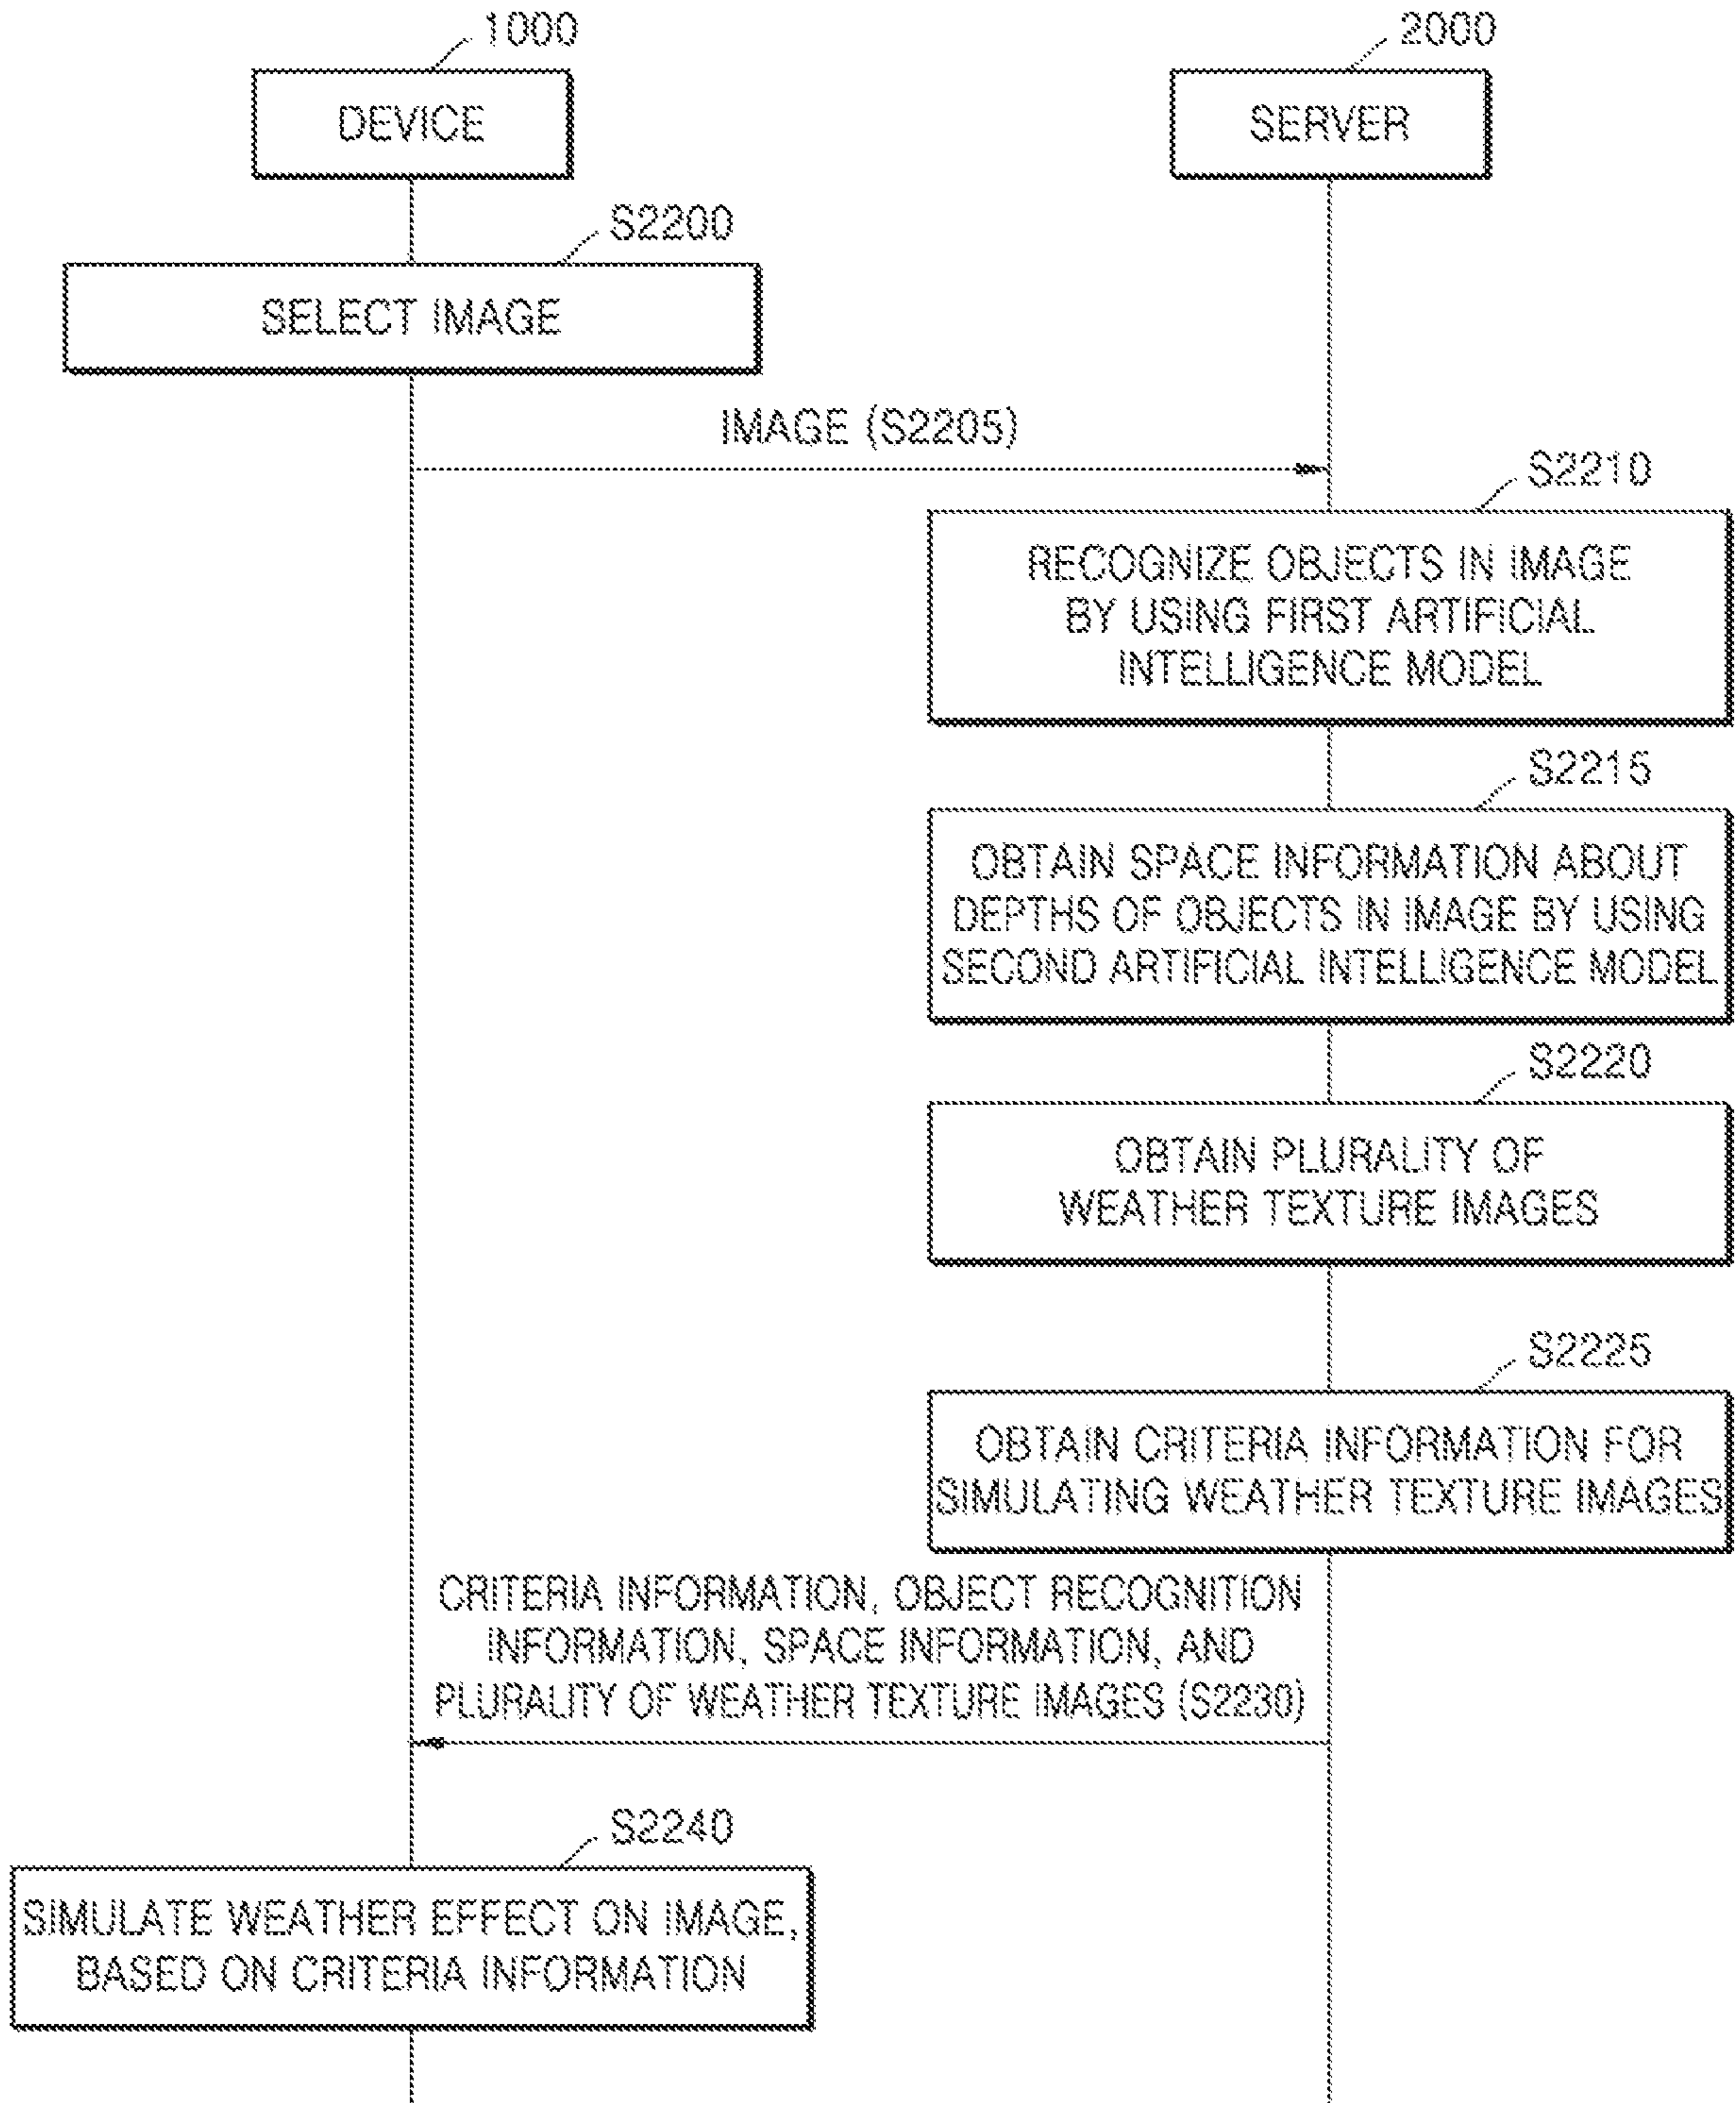 1000
2000
DEVICE
SERVER
S2200
SELECT IMAGE
IMAGE (S2205)
S2210
RECOGNIZE OBJECTS IN IMAGE
BY USING FIRST ARTIFICIAL
INTELLIGENCE MODEL
S2215
OBTAIN SPACE INFORMATION ABOUT
DEPTHS OF OBJECTS IN IMAGE BY USING
SECOND ARTIFICIAL INTELLIGENCE MODEL
S2220
OBTAIN PLURALITY OF
WEATHER TEXTURE IMAGES
S2225
OBTAIN CRITERIA INFORMATION FOR
SIMULATING WEATHER TEXTURE IMAGES
CRITERIA INFORMATION, OBJECT RECOGNITION
INFORMATION, SPACE INFORMATION, AND
PLURALITY OF WEATHER TEXTURE IMAGES (S2230)
S2240
SIMULATE WEATHER EFFECT ON IMAGE,
BASED ON CRITERIA INFORMATION